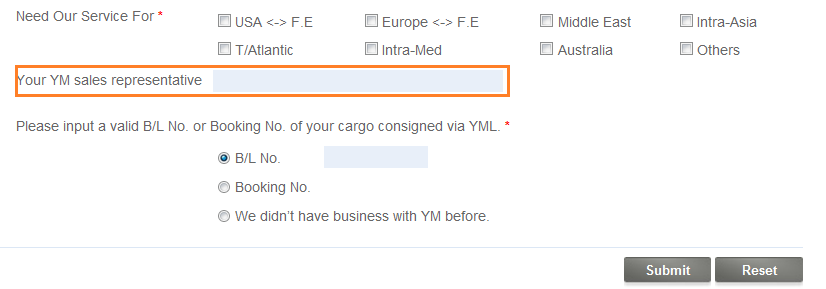 Need Our Service For * USA <-> F.E Europe <-> F.E Middle East Intra-Asia
T/Atlantic Intra-Med Australia Others
Your YM sales representative
Please input a valid B/L No. or Booking No. of your cargo consigned via YML. *
B/L No.
Booking No.
We didn't have business with YM before.
Submit Reset